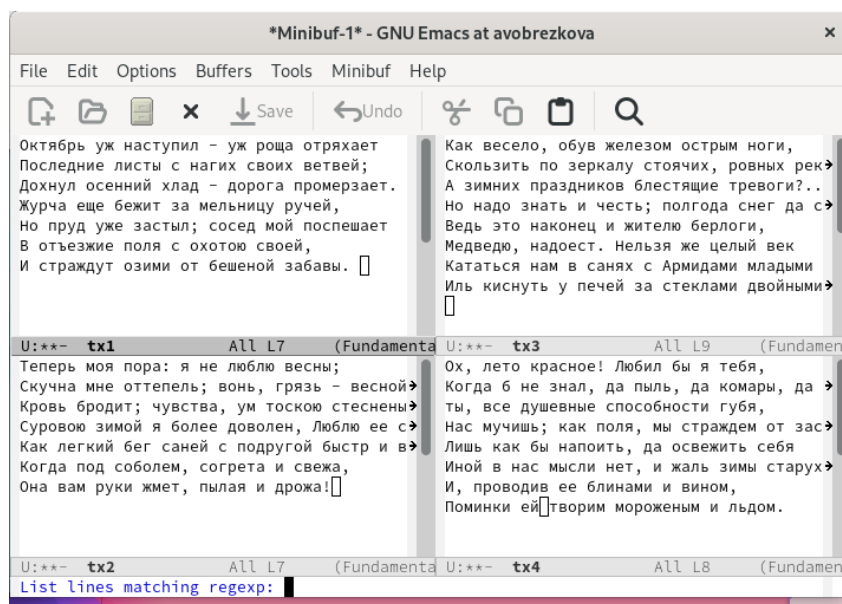 *Minibuf-1* - GNU Emacs at avobrezkova
File Edit Options Buffers Tools Minibuf Help
Save Undo
Октябрь уж наступил - уж роща отряхает
Последние листы с нагих своих ветвей;
Дохнул осенний хлад - дорога промерзает.
Журча еще бежит за мельницу ручей,
Но пруд уже застыл; сосед мой поспешает
В отъезжие поля с охотою своей,
И страждут озими от бешеной забавы.
U:**- tx1 All L7 (Fundamenta
Как весело, обув железом острым ноги,
Скользить по зеркалу стоячих, ровных рек
А зимних праздников блестящие тревоги?..
Но надо знать и честь; полгода снег да с
Ведь это наконец и жителю берлоги,
Медведю, надоест. Нельзя же целый век
Кататься нам в санях с Армидами младыми
Иль киснуть у печей за стеклами двойными
U:**- tx3 All L9 (Fundamen
Теперь моя пора: я не люблю весны;
Скучна мне оттепель; вонь, грязь - весной
Кровь бродит; чувства, ум тоскою стеснены
Суровою зимой я более доволен, Люблю ее с
Как легкий бег саней с подругой быстр и в
Когда под соболем, согрета и свежа,
Она вам руки жмет, пылая и дрожа!
U:**- tx2 All L7 (Fundamenta
Ох, лето красное! Любил бы я тебя,
Когда б не знал, да пыль, да комары, да
ты, все душевные способности губя,
Нас мучишь; как поля, мы страждем от зас
Лишь как бы напоить, да освежить себя
Иной в нас мысли нет, и жаль зимы старух
И, проводив ее блинами и вином,
Поминки ей творим мороженым и льдом.
U:**- tx4 All L8 (Fundamen
List lines matching regexp: